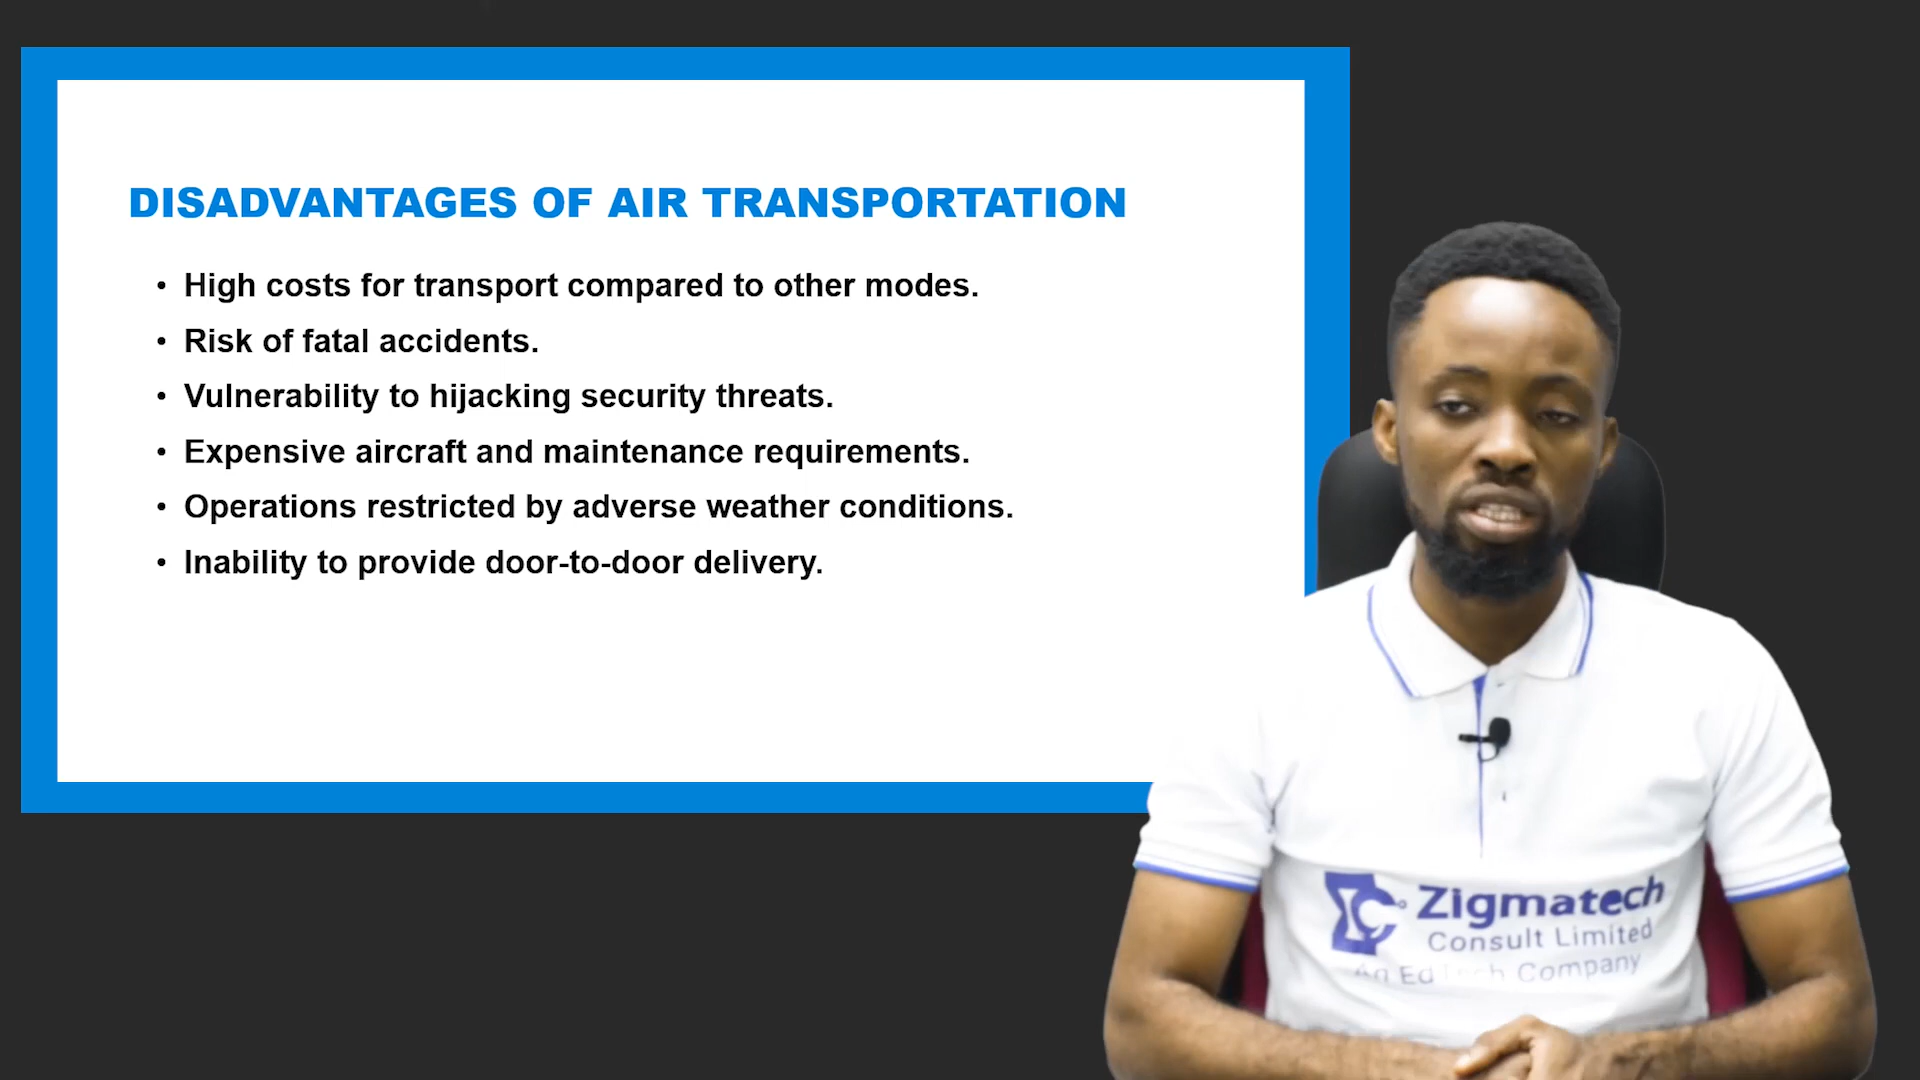 DISADVANTAGES OF AIR TRANSPORTATION
• High costs for transport compared to other modes.
• Risk of fatal accidents.
• Vulnerability to hijacking security threats.
• Expensive aircraft and maintenance requirements.
• Operations restricted by adverse weather conditions.
• Inability to provide door-to-door delivery.
Zigmatech
Consult Limited
An EdTech Company